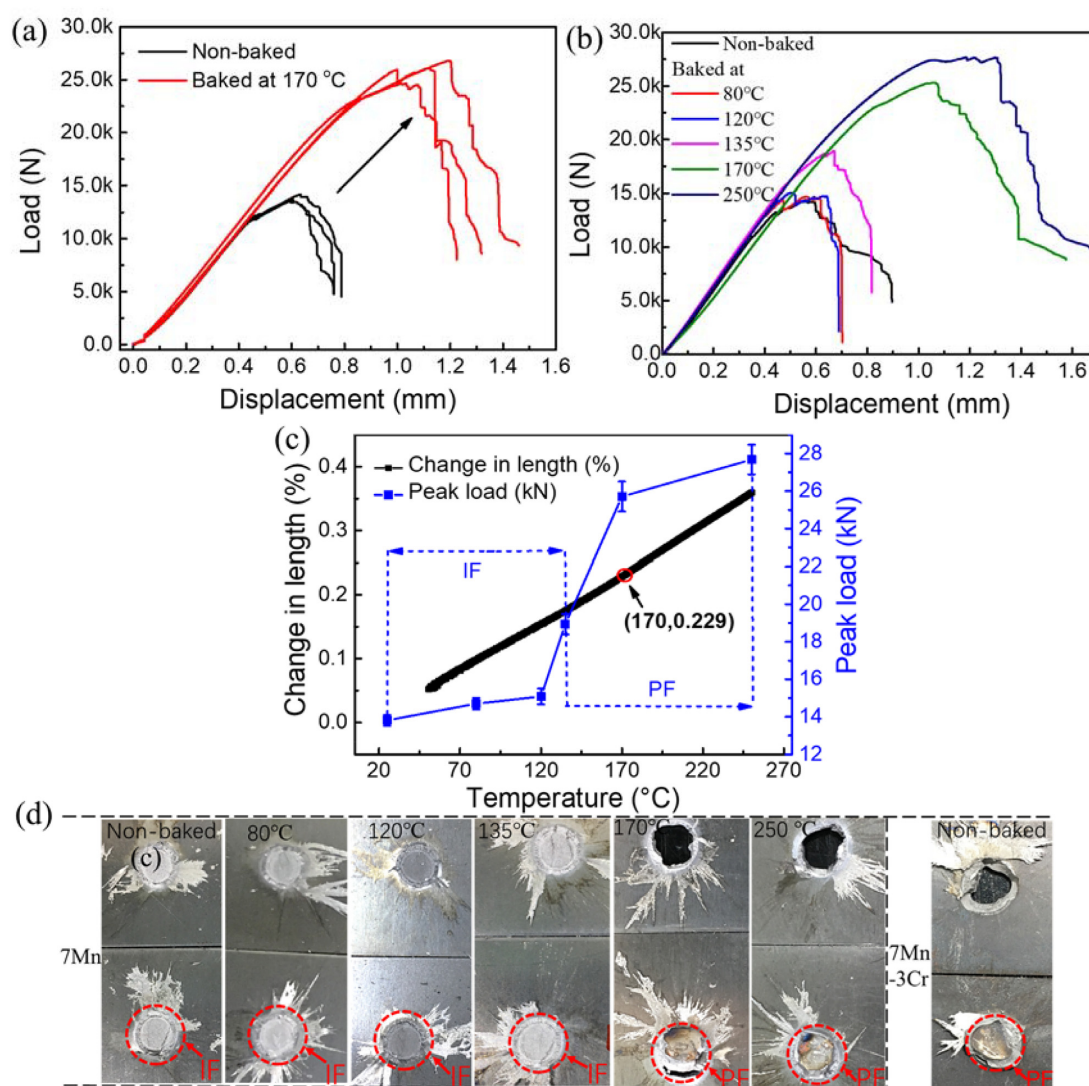 (a)
Non-baked
Baked at 170 °C
Load (N)
30.0k
25.0k
20.0k
15.0k
10.0k
5.0k
0.0
0.0 0.2 0.4 0.6 0.8 1.0 1.2 1.4 1.6
Displacement (mm)
(b)
Non-baked
Baked at
80℃
120℃
135℃
170℃
250℃
Load (N)
30.0k
25.0k
20.0k
15.0k
10.0k
5.0k
0.0
0.0 0.2 0.4 0.6 0.8 1.0 1.2 1.4 1.6
Displacement (mm)
(c)
Change in length (%)
Peak load (kN)
Change in length (%)
0.4
0.3
0.2
0.1
0.0
IF
(170,0.229)
PF
28
26
24
22
20
18
16
14
12
Peak load (kN)
25 70 120 170 220 270
Temperature (°C)
(d)
Non-baked 80℃ 120℃ 135℃ 170℃ 250 ℃ Non-baked
(c)
7Mn
7Mn
-3Cr
IF IF IF IF PF PF PF